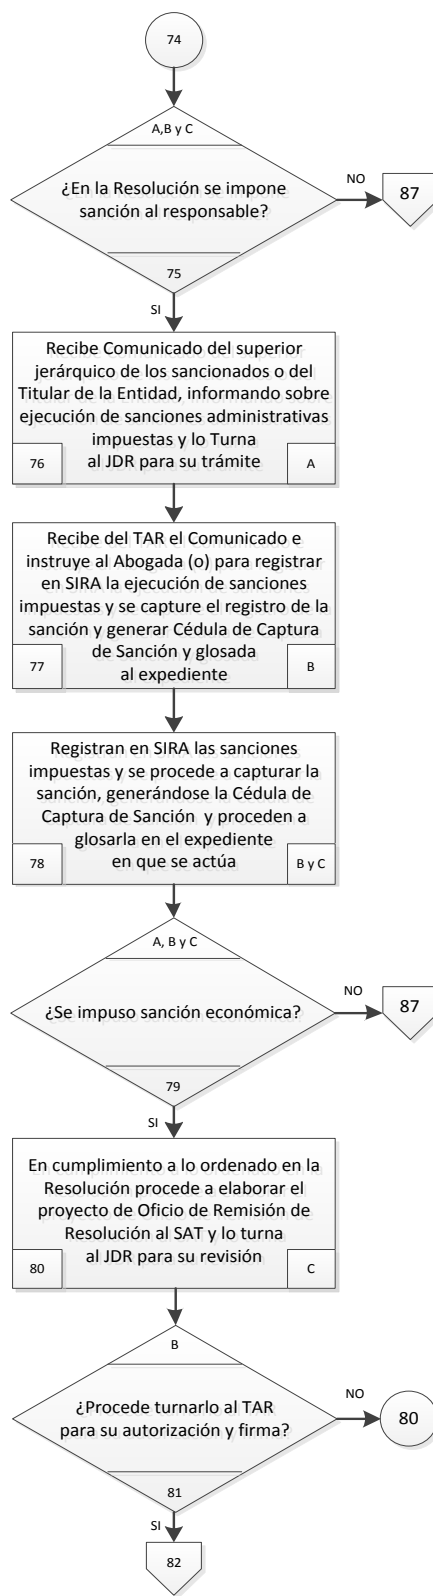 74
A,B y C
¿En la Resolución se impone
sanción al responsable?
75
NO
87
SI
Recibe Comunicado del superior
jerárquico de los sancionados o del
Titular de la Entidad, informando sobre
ejecución de sanciones administrativas
impuestas y lo Turna
al JDR para su trámite
76
A
Recibe del TAR el Comunicado e
instruye al Abogada (o) para registrar
en SIRA la ejecución de sanciones
impuestas y se capture el registro de la
sanción y generar Cédula de Captura
de Sanción y glosada
al expediente
77
B
Registran en SIRA las sanciones
impuestas y se procede a capturar la
sanción, generándose la Cédula de
Captura de Sanción y proceden a
glosarla en el expediente
en que se actúa
78
B y C
A, B y C
¿Se impuso sanción económica?
79
NO
87
SI
En cumplimiento a lo ordenado en la
Resolución procede a elaborar el
proyecto de Oficio de Remisión de
Resolución al SAT y lo turna
al JDR para su revisión
80
C
B
¿Procede turnarlo al TAR
para su autorización y firma?
81
NO
80
SI
82